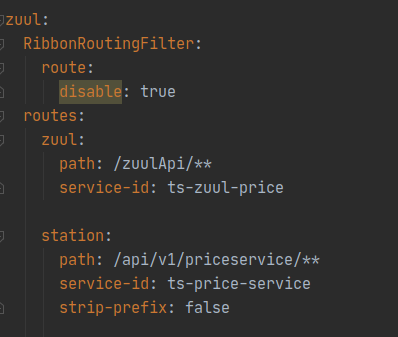 zuul:
  RibbonRoutingFilter:
    route:
      disable: true
  routes:
    zuul:
      path: /zuulApi/**
      service-id: ts-zuul-price

    station:
      path: /api/v1/priceservice/**
      service-id: ts-price-service
      strip-prefix: false